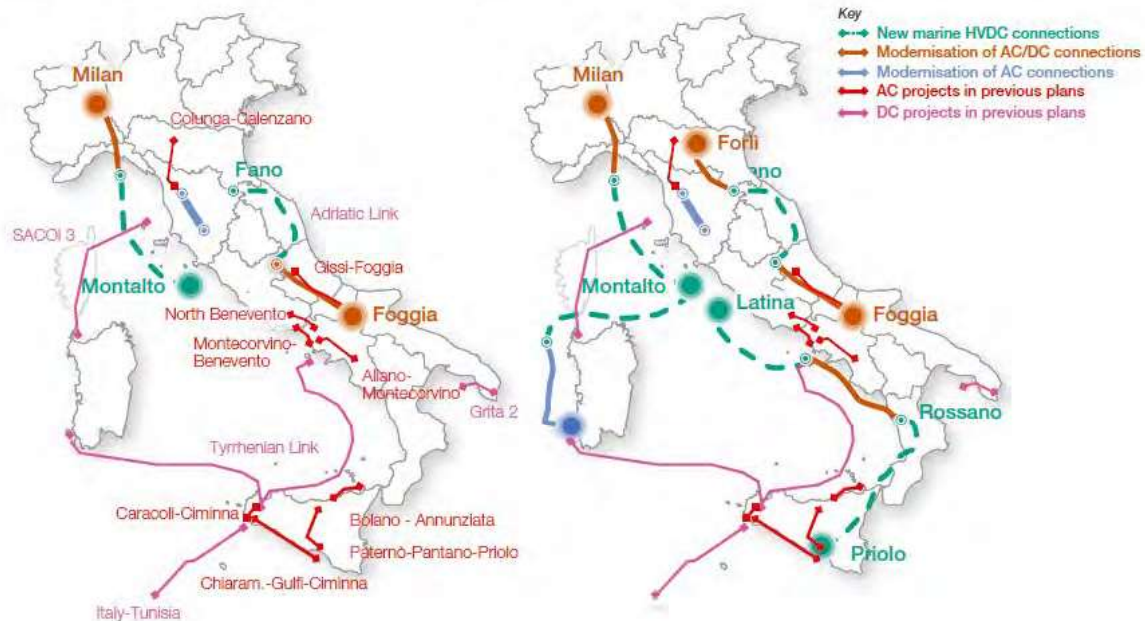 Key
New marine HVDC connections
Modernisation of AC/DC connections
Modernisation of AC connections
AC projects in previous plans
DC projects in previous plans
Milan
Colunga-Calenzano
Fano
Adriatic Link
SACOI 3
Gissi-Foggia
Montalto
North Benevento
Foggia
Montecorvino-
Benevento
Aliano-
Montecorvino
Grita 2
Tyrrhenian Link
Caracoli-Ciminna
Bolano - Annunziata
Paternò-Pantano-Priolo
Chiaram.-Gulfi-Ciminna
Italy-Tunisia
Milan
Forlì
ano
Montalto
Latina
Foggia
Rossano
Priolo